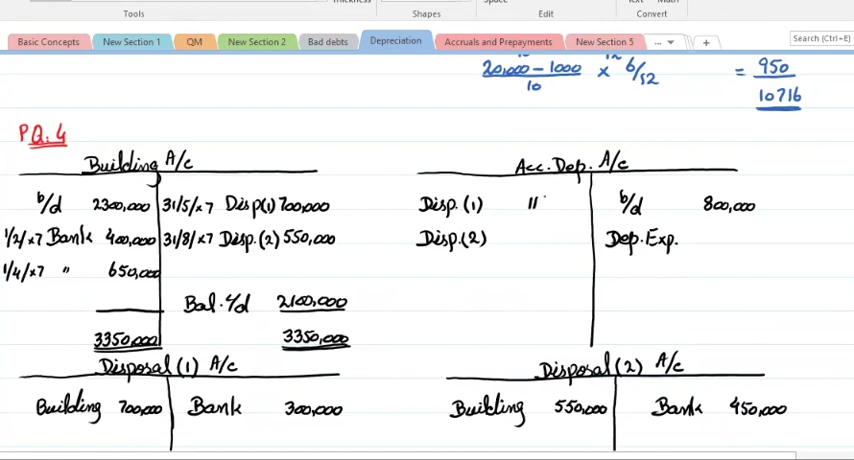 Tools Shapes Edit Convert
Basic Concepts New Section 1 QM New Section 2 Bad debts Depreciation Accruals and Prepayments New Section 5 ... + Search (Ctrl+E)
20,000 - 1000 x 6/12 = 950
10 10716
PQ.4
Building A/c Acc. Dep. A/c
b/d 2300,000 31/5/x7 Disp(1) 700,000 Disp. (1) 11 b/d 800,000
1/2/x7 Bank 400,000 31/8/x7 Disp.(2) 550,000 Disp.(2) Dep. Exp.
1/4/x7 " 650,000
Bal. c/d 2100,000
3350,000 3350,000
Disposal (1) A/c Disposal (2) A/c
Building 700,000 Bank 300,000 Building 550,000 Bank 450,000